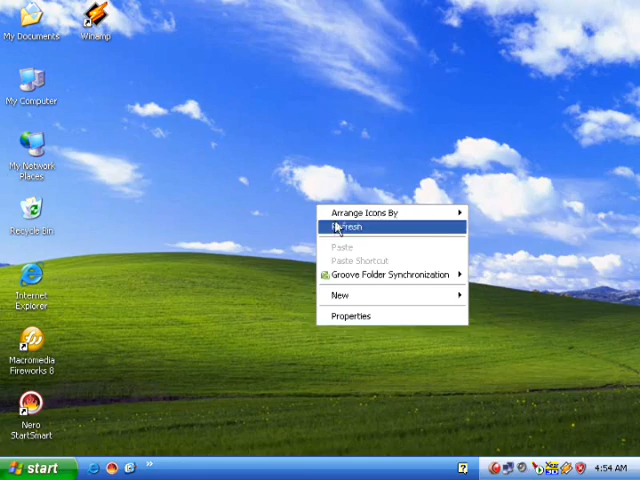 My Documents
Winamp
My Computer
My Network
Places
Recycle Bin
Internet
Explorer
Macromedia
Fireworks 8
Nero
StartSmart
Arrange Icons By
Refresh
Paste
Paste Shortcut
Groove Folder Synchronization
New
Properties
start
4:54 AM